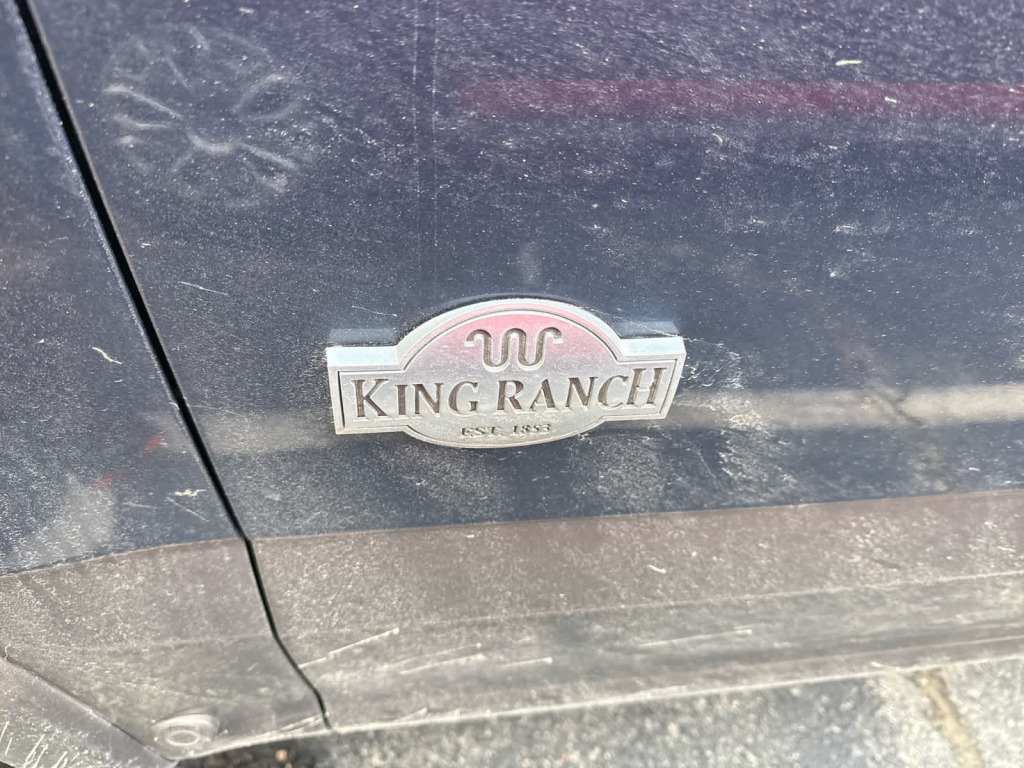 KING RANCH
EST. 1853